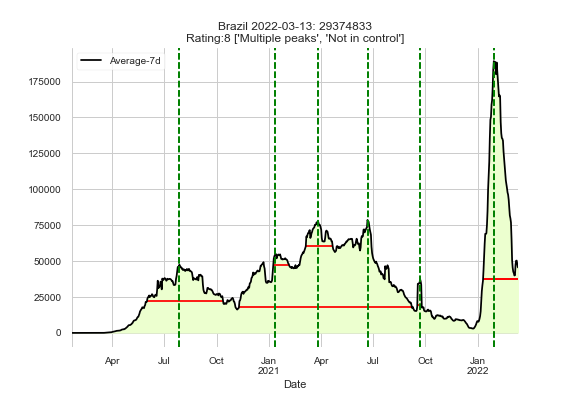 Brazil 2022-03-13: 29374833
Rating:8 ['Multiple peaks', 'Not in control']
Average-7d
175000
150000
125000
100000
75000
50000
25000
0
Apr Jul Oct Jan Apr Jul Oct Jan
2021 2022
Date